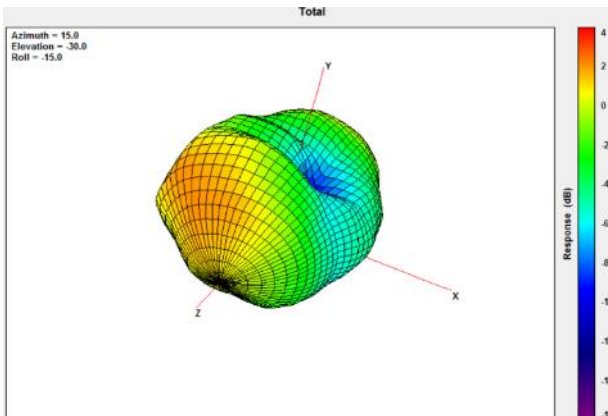 Total
Azimuth = 15.0
Elevation = -30.0
Roll = -15.0
Y
X
Z
4
2
0
-2
-4
-6
-8
Response (dB)